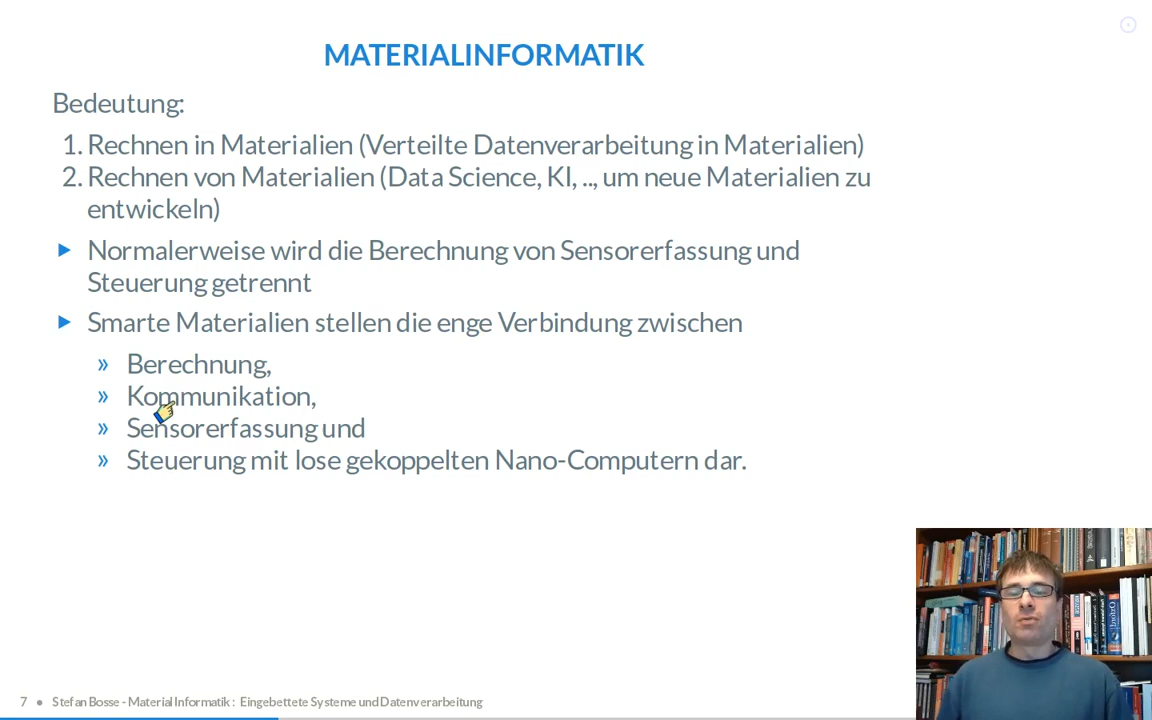 MATERIALINFORMATIK
Bedeutung:
1. Rechnen in Materialien (Verteilte Datenverarbeitung in Materialien)
2. Rechnen von Materialien (Data Science, KI, .., um neue Materialien zu
entwickeln)
Normalerweise wird die Berechnung von Sensorerfassung und
Steuerung getrennt
Smarte Materialien stellen die enge Verbindung zwischen
» Berechnung,
» Kommunikation,
» Sensorerfassung und
» Steuerung mit lose gekoppelten Nano-Computern dar.
7 ● Stefan Bosse - Material Informatik : Eingebettete Systeme und Datenverarbeitung